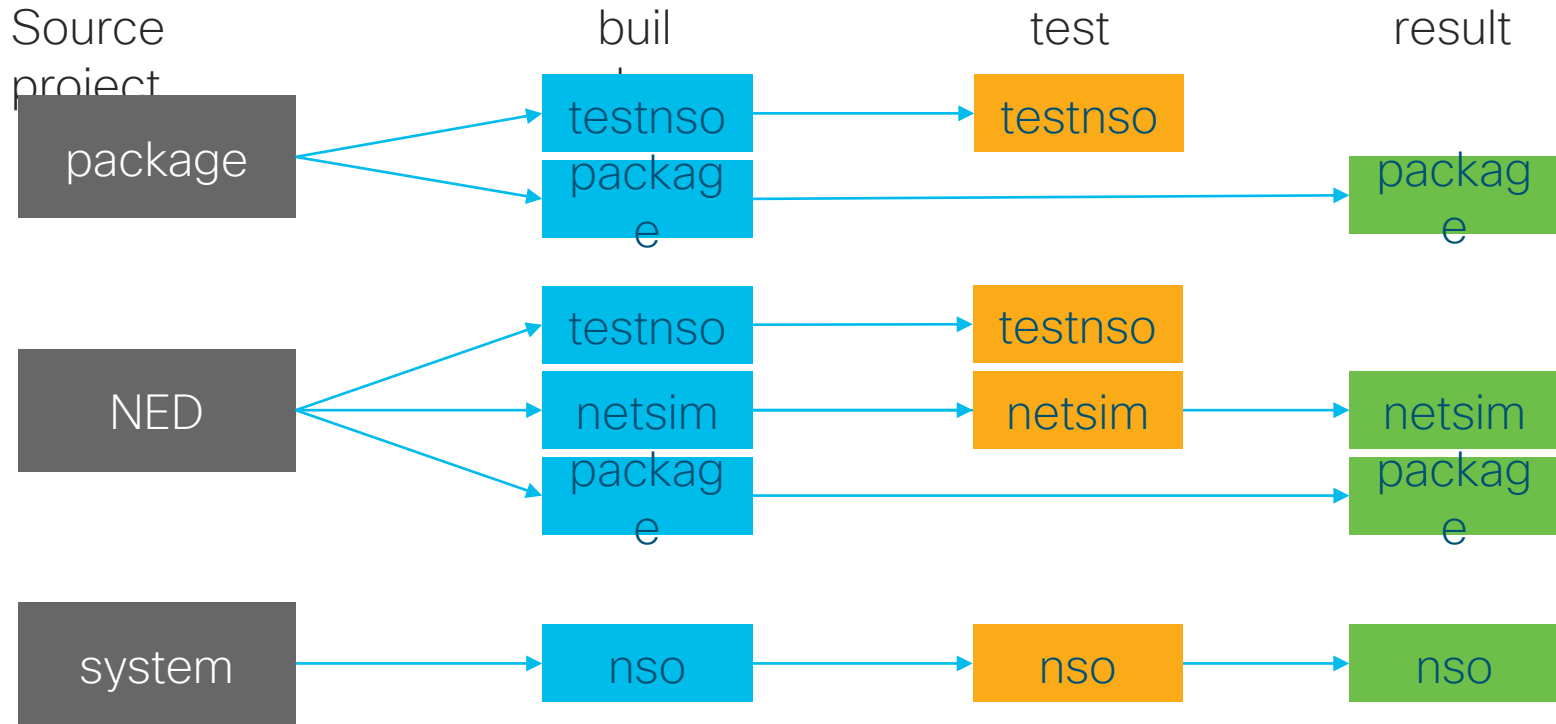 Source
project
buil
test
result
package
testnso
testnso
packag
e
packag
e
NED
testnso
testnso
netsim
netsim
netsim
packag
e
packag
e
system
nso
nso
nso